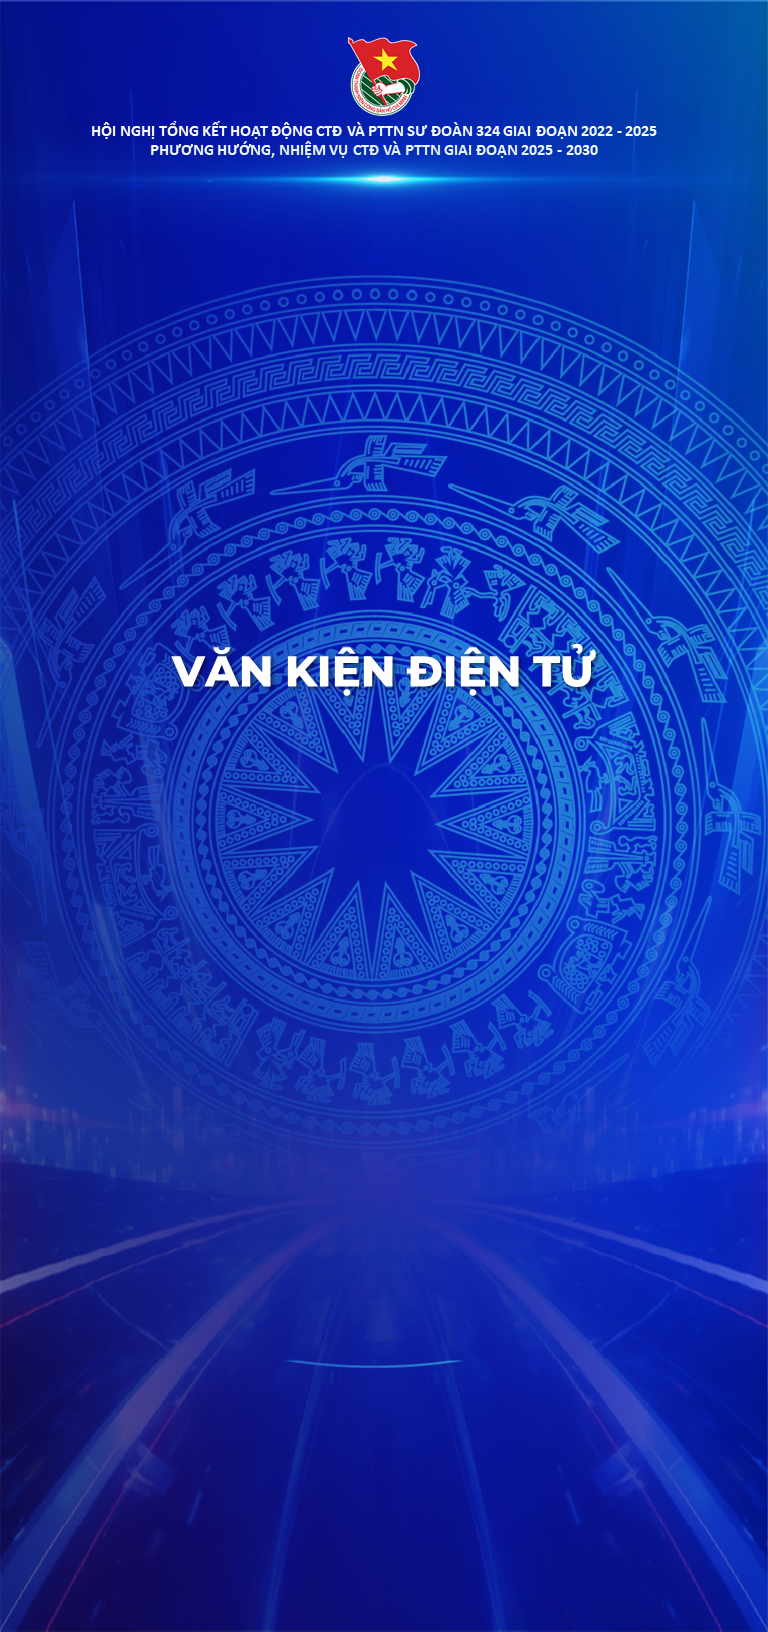 HỘI NGHỊ TỔNG KẾT HOẠT ĐỘNG CTĐ VÀ PTTN SƯ ĐOÀN 324 GIAI ĐOẠN 2022 - 2025
PHƯƠNG HƯỚNG, NHIỆM VỤ CTĐ VÀ PTTN GIAI ĐOẠN 2025 - 2030
VĂN KIỆN ĐIỆN TỬ